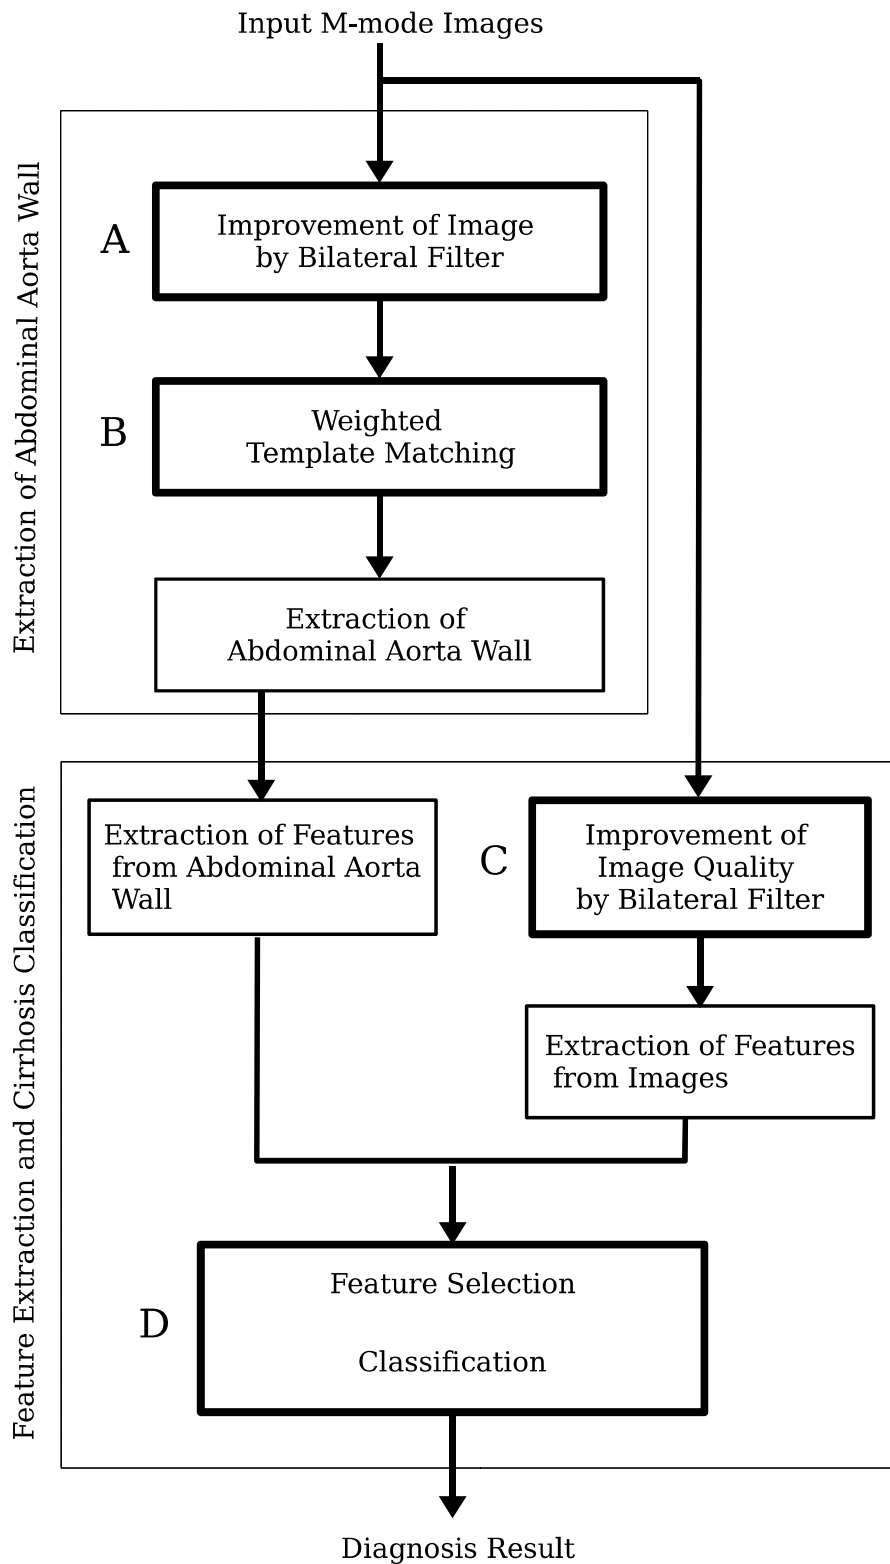 Input M-mode Images
Extraction of Abdominal Aorta Wall
A
Improvement of Image
by Bilateral Filter
B
Weighted
Template Matching
Extraction of
Abdominal Aorta Wall
Feature Extraction and Cirrhosis Classification
Extraction of Features
from Abdominal Aorta
Wall
C
Improvement of
Image Quality
by Bilateral Filter
Extraction of Features
from Images
D
Feature Selection
Classification
Diagnosis Result